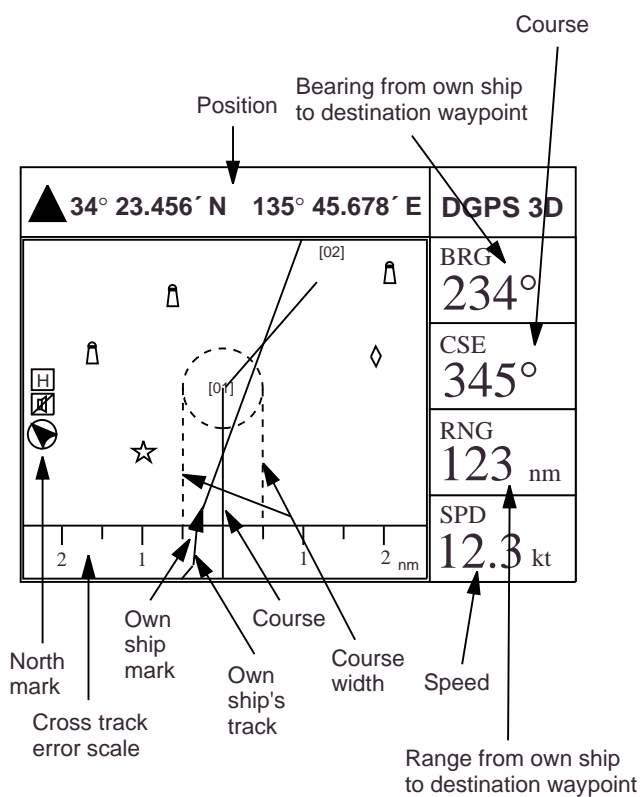 Course
Bearing from own ship
to destination waypoint
Position
34° 23.456´ N 135° 45.678´ E
DGPS 3D
[02]
BRG
234°
CSE
345°
[01]
H
RNG
123 nm
SPD
12.3 kt
2 1 1 2 nm
Own
ship
mark
Course
Own
ship's
track
Course
width
Speed
North
mark
Cross track
error scale
Range from own ship
to destination waypoint